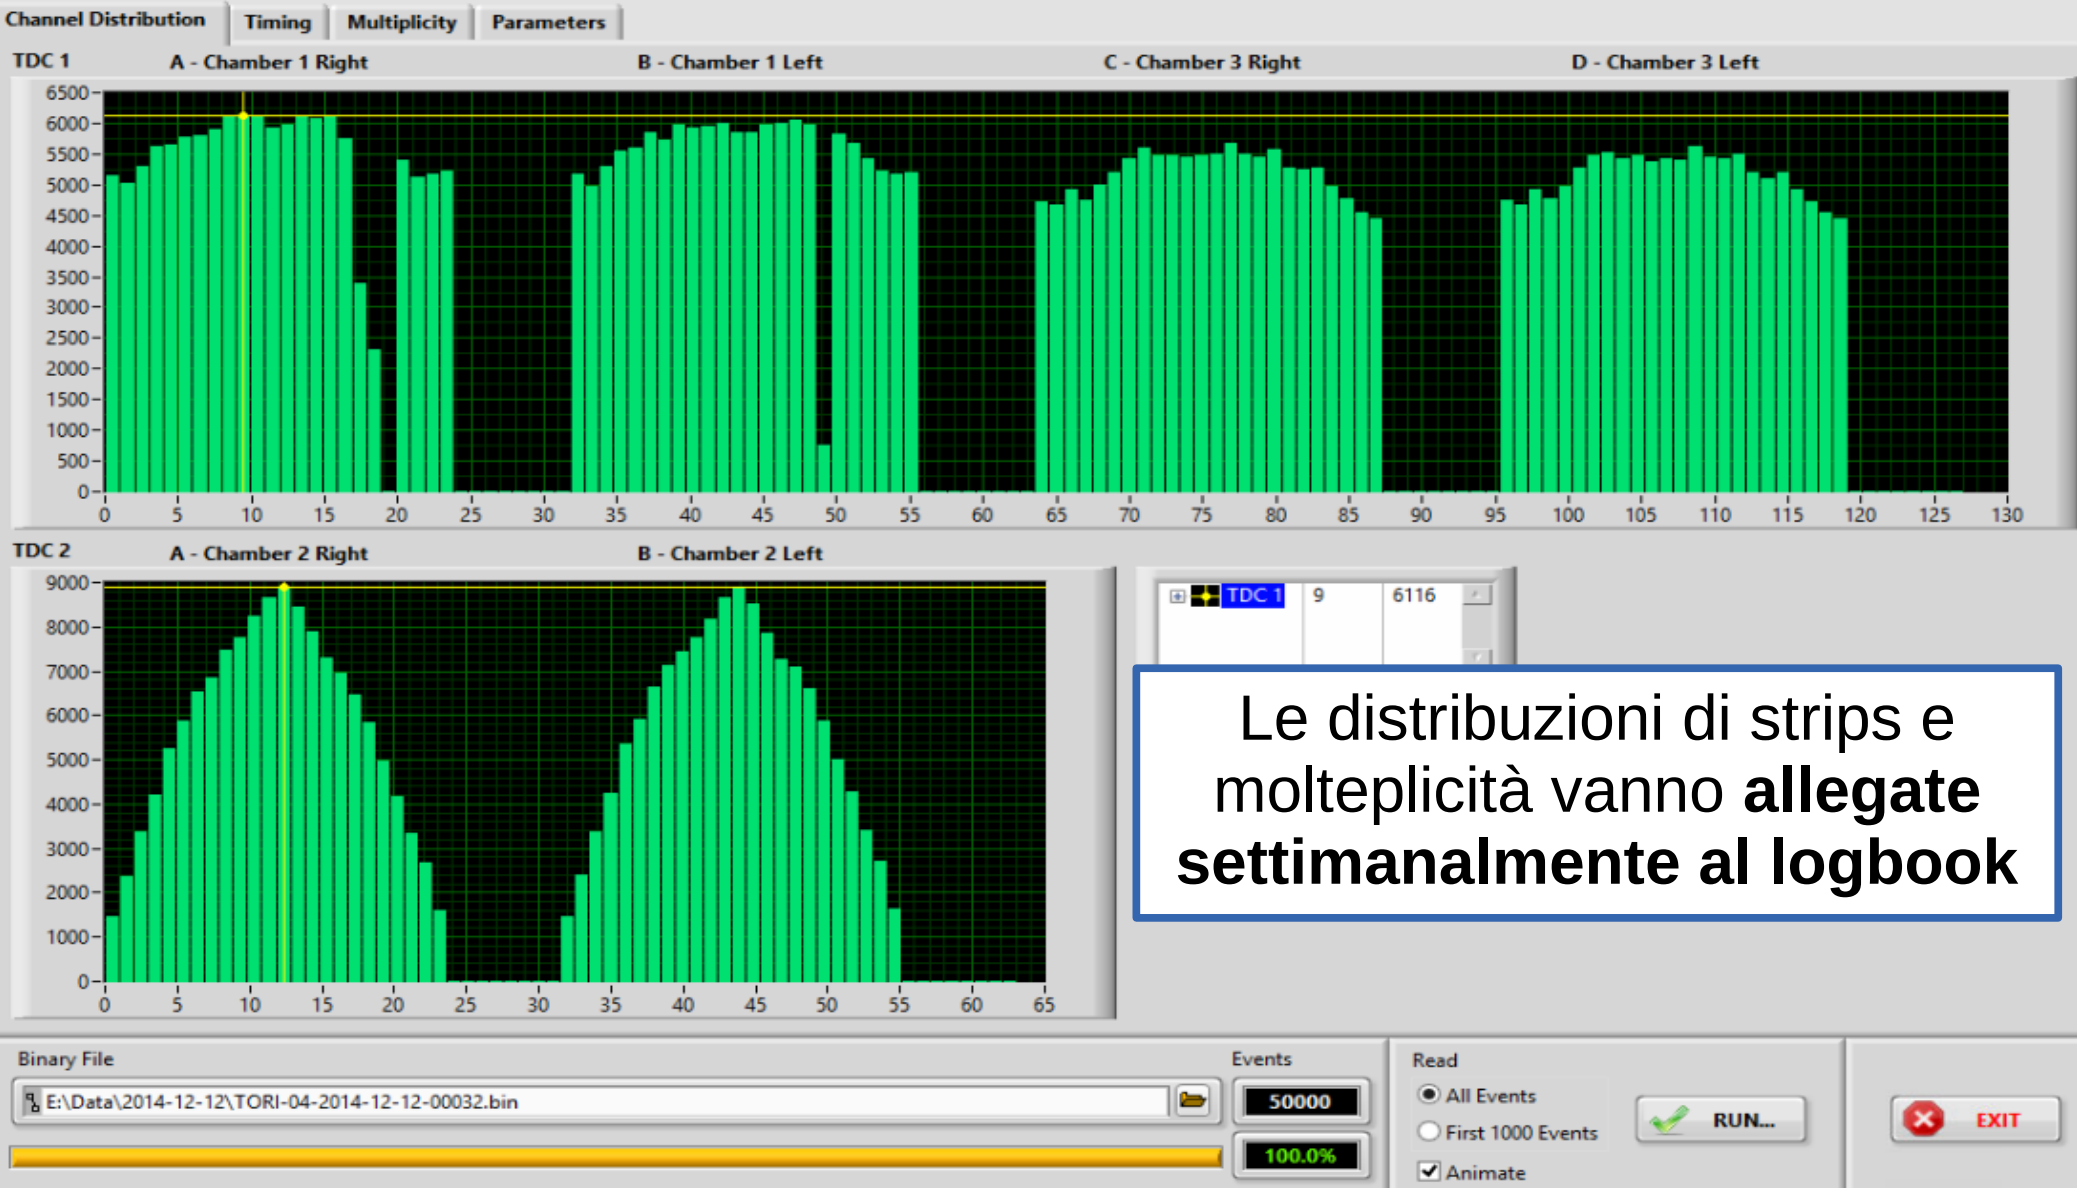 Channel Distribution Timing Multiplicity Parameters
TDC 1 A - Chamber 1 Right B - Chamber 1 Left C - Chamber 3 Right D - Chamber 3 Left
6500
6000
5500
5000
4500
4000
3500
3000
2500
2000
1500
1000
500
0
0 5 10 15 20 25 30 35 40 45 50 55 60 65 70 75 80 85 90 95 100 105 110 115 120 125 130
TDC 2 A - Chamber 2 Right B - Chamber 2 Left
9000
8000
7000
6000
5000
4000
3000
2000
1000
0
0 5 10 15 20 25 30 35 40 45 50 55 60 65
TDC 1 9 6116
Le distribuzioni di strips e
molteplicità vanno allegate
settimanalmente al logbook
Binary File
E:\Data\2014-12-12\TORI-04-2014-12-12-00032.bin
Events
50000
100.0%
Read
All Events
First 1000 Events
Animate
RUN...
EXIT